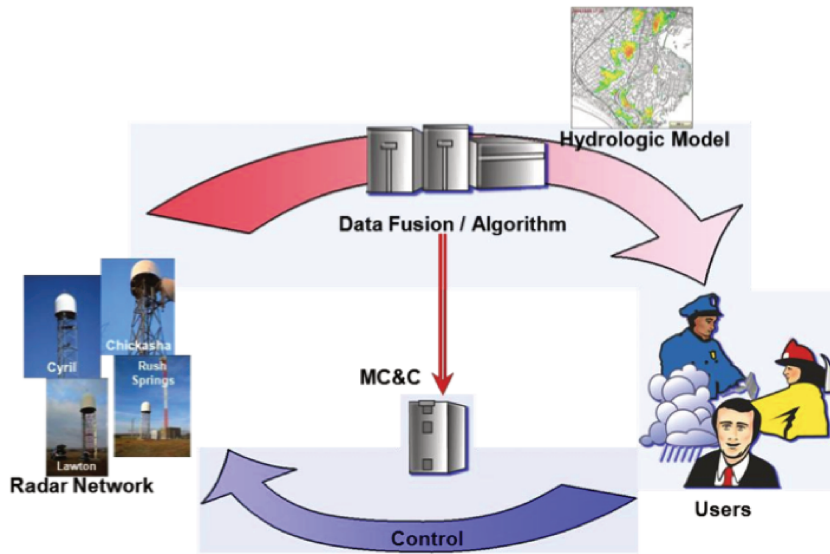 Hydrologic Model
Data Fusion / Algorithm
Chickasha
Cyril
Rush
Springs
MC&C
Lawton
Radar Network
Users
Control